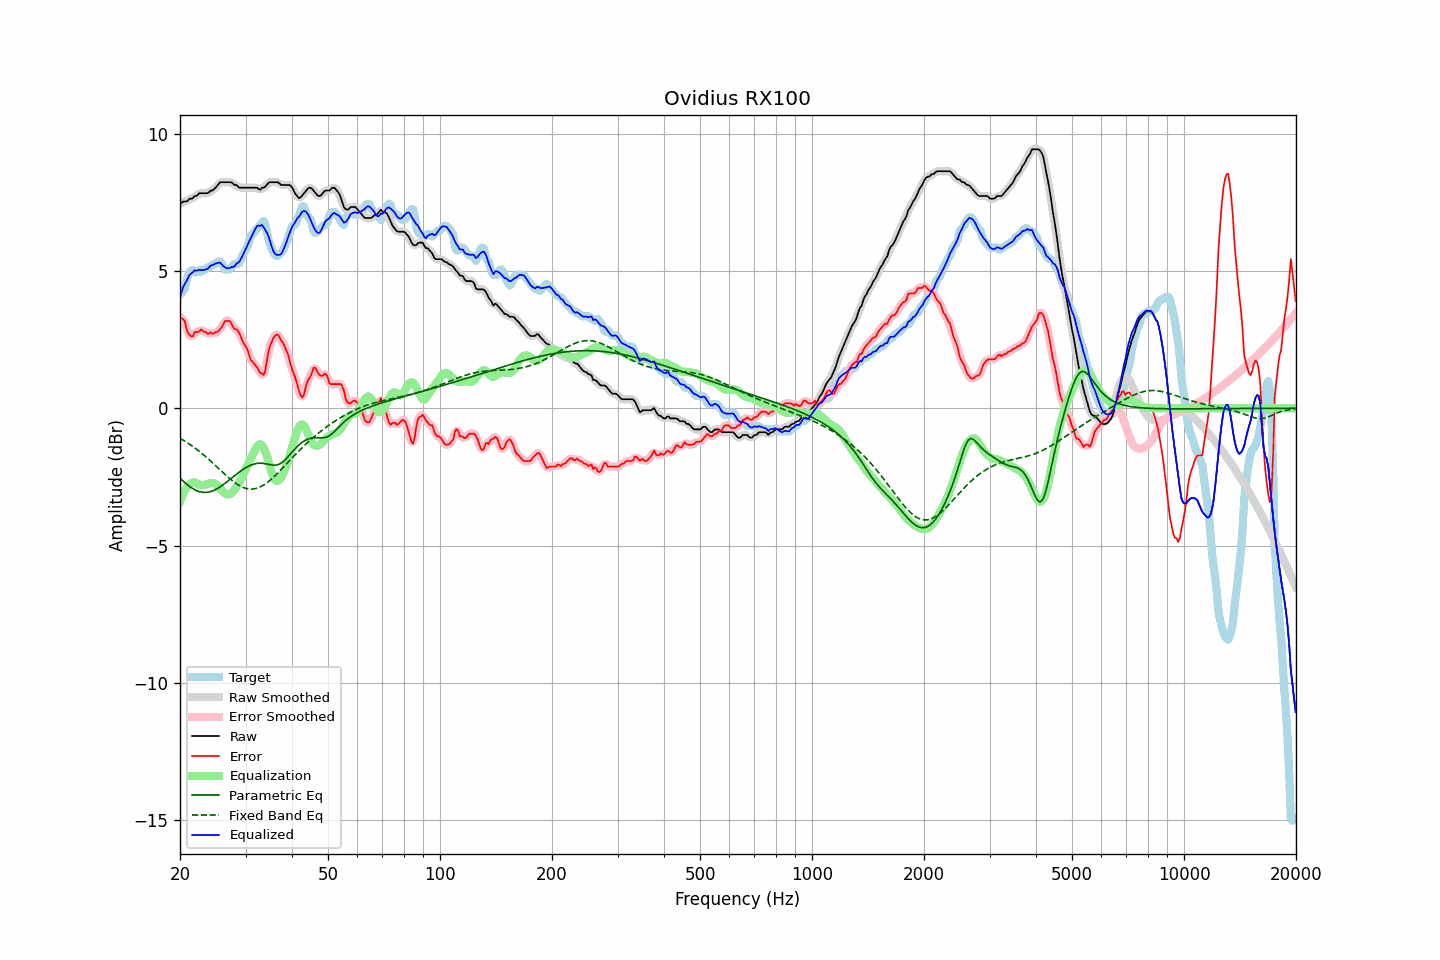 Ovidius RX100
10
5
0
−5
−10
−15
Amplitude (dBr)
Target
Raw Smoothed
Error Smoothed
Raw
Error
Equalization
Parametric Eq
Fixed Band Eq
Equalized
20 50 100 200 500 1000 2000 5000 10000 20000
Frequency (Hz)